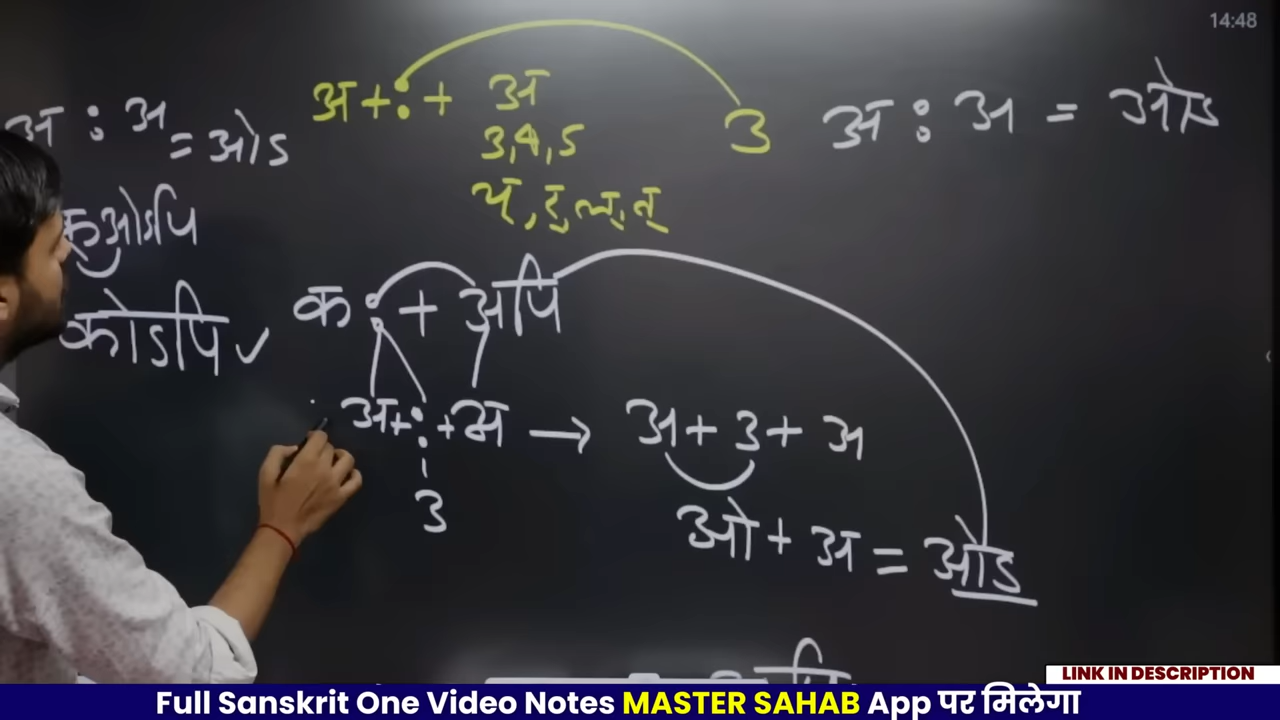 14:48
अ + : + अ
3,4,5
य्, र्, ल्, व्
उ
अ : अ = ओऽ
अ : अ = ओऽ
क्ओऽपि
कोऽपि ✓
क : + अपि
अ + : + अ → अ + उ + अ
उ
ओ + अ = ओऽ
LINK IN DESCRIPTION
Full Sanskrit One Video Notes MASTER SAHAB App पर मिलेगा